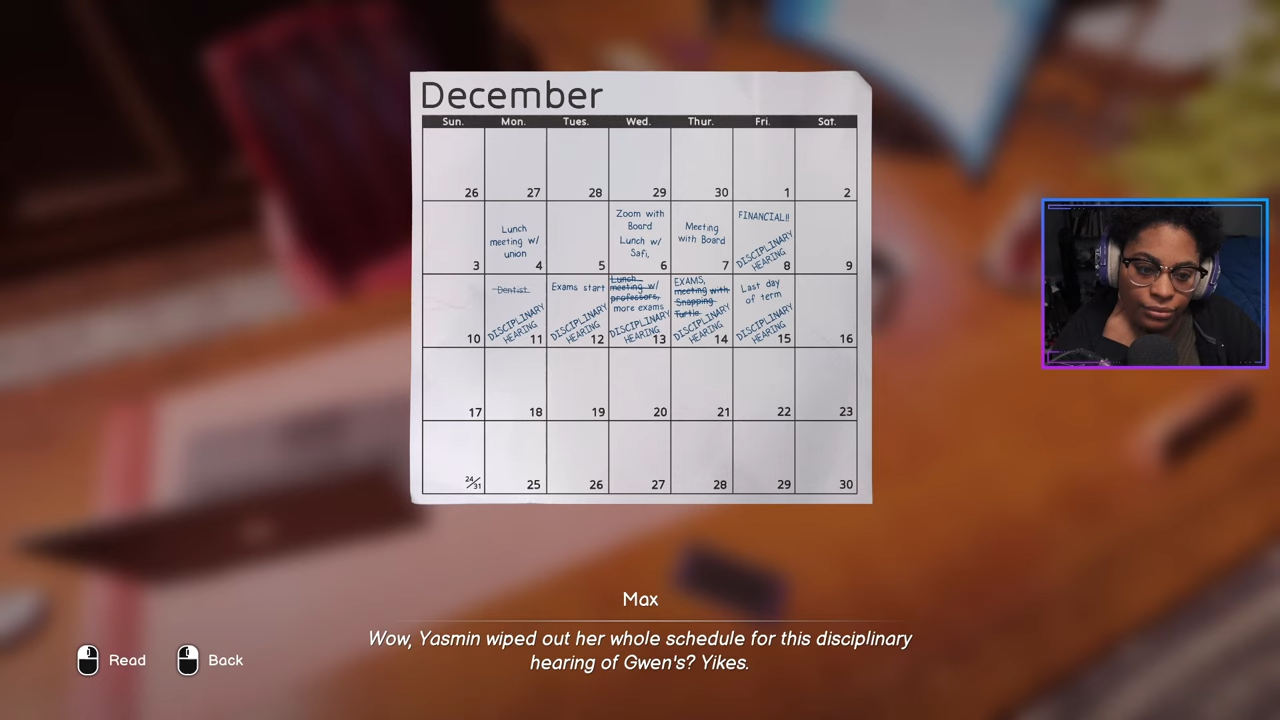 December
Sun. Mon. Tues. Wed. Thur. Fri. Sat.
26 27 28 29 30 1 2
Lunch
meeting w/
union
Zoom with
Board
Lunch w/
Safi,
Meeting
with Board
FINANCIAL!!
DISCIPLINARY
HEARING
3 4 5 6 7 8 9
Dentist
DISCIPLINARY
HEARING
Exams start
DISCIPLINARY
HEARING
Lunch
meeting w/
professors,
more exams
DISCIPLINARY
HEARING
EXAMS,
meeting with
Snapping
Turtle
DISCIPLINARY
HEARING
Last day
of term
DISCIPLINARY
HEARING
10 11 12 13 14 15 16
17 18 19 20 21 22 23
24/31 25 26 27 28 29 30
Max
Wow, Yasmin wiped out her whole schedule for this disciplinary
hearing of Gwen's? Yikes.
Read Back